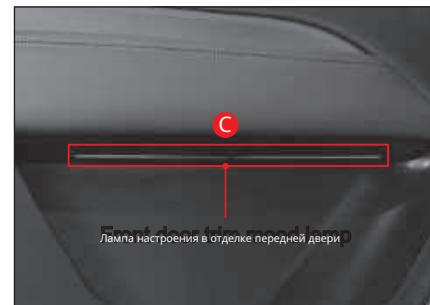 C
Front door trim mood lamp
Лампа настроения в отделке передней двери